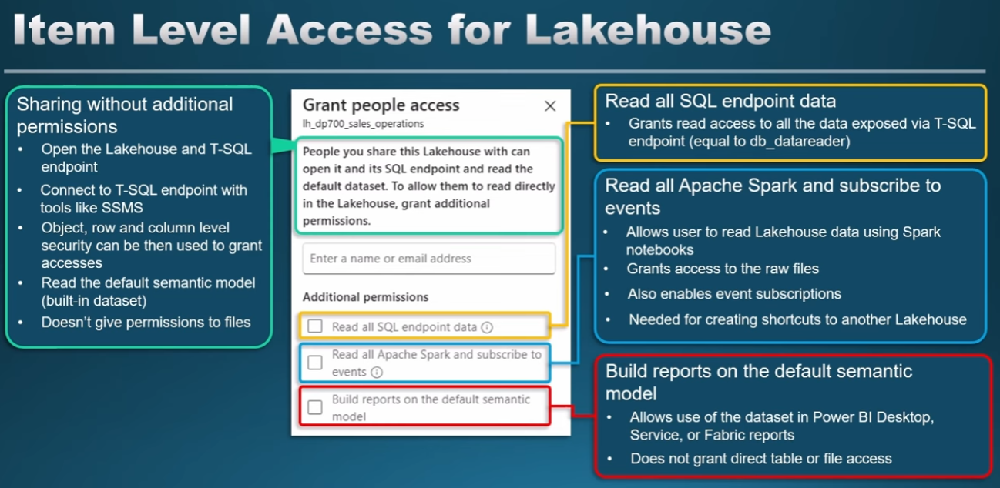 Item Level Access for Lakehouse
Sharing without additional
permissions
• Open the Lakehouse and T-SQL
endpoint
• Connect to T-SQL endpoint with
tools like SSMS
• Object, row and column level
security can be then used to grant
accesses
• Read the default semantic model
(built-in dataset)
• Doesn't give permissions to files
Grant people access
lh_dp700_sales_operations
People you share this Lakehouse with can
open it and its SQL endpoint and read the
default dataset. To allow them to read directly
in the Lakehouse, grant additional
permissions.
Enter a name or email address
Additional permissions
Read all SQL endpoint data
Read all Apache Spark and subscribe to
events
Build reports on the default semantic
model
Read all SQL endpoint data
• Grants read access to all the data exposed via T-SQL
endpoint (equal to db_datareader)
Read all Apache Spark and subscribe to
events
• Allows user to read Lakehouse data using Spark
notebooks
• Grants access to the raw files
• Also enables event subscriptions
• Needed for creating shortcuts to another Lakehouse
Build reports on the default semantic
model
• Allows use of the dataset in Power BI Desktop,
Service, or Fabric reports
• Does not grant direct table or file access